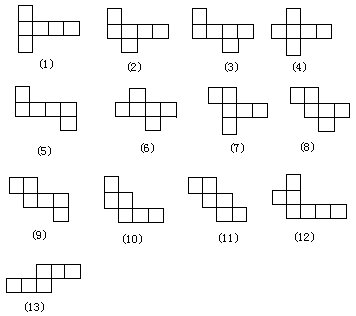 (1) (2) (3) (4)
(5) (6) (7) (8)
(9) (10) (11) (12)
(13)